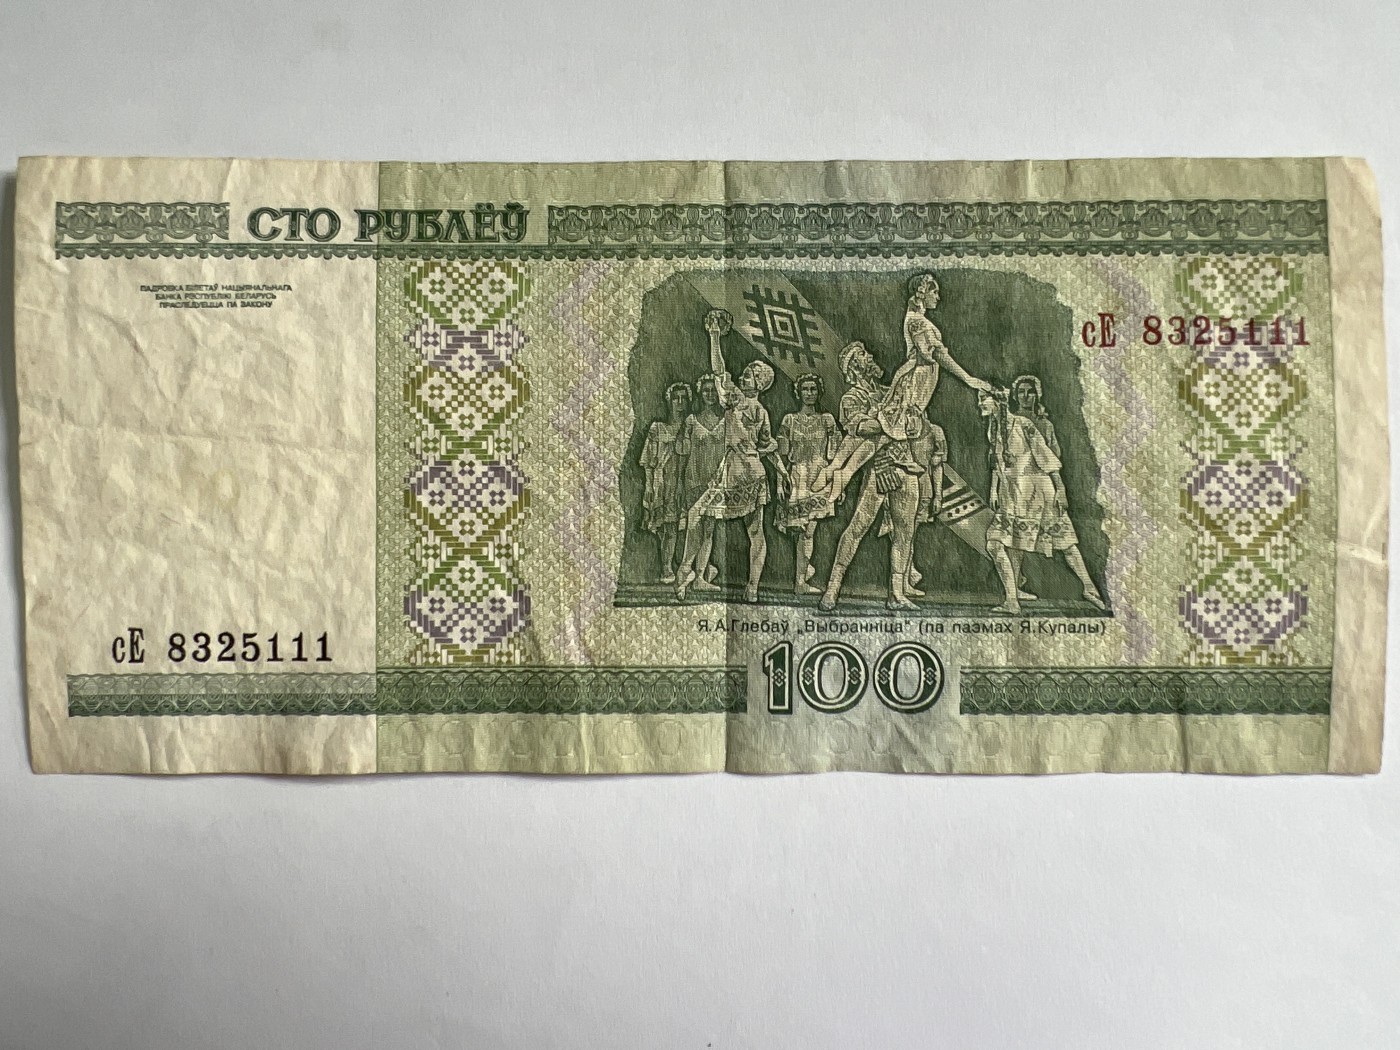 СТО РУБЛЁЎ
ПАДРОБКА БІЛЕТАЎ НАЦЫЯНАЛЬНАГА
БАНКА РЭСПУБЛІКІ БЕЛАРУСЬ
ПРАСЛЕДУЕЦЦА ПА ЗАКОНУ
сЕ 8325111
Я.А.Глебаў „Выбранніца" (па паэмах Я.Купалы)
сЕ 8325111
100